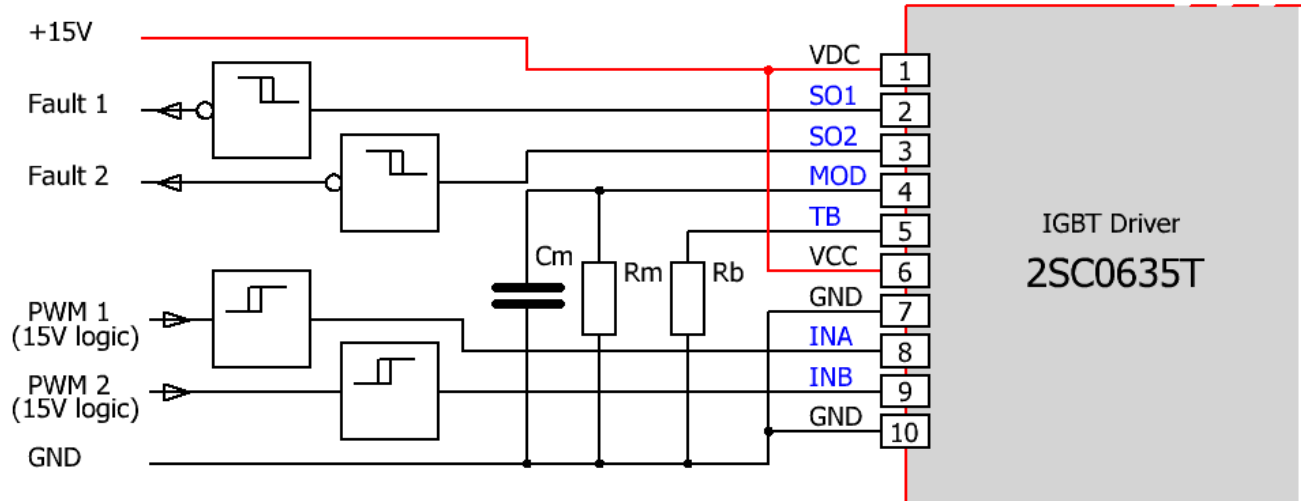 +15V
Fault 1
Fault 2
PWM 1
(15V logic)
PWM 2
(15V logic)
GND
Cm
Rm
Rb
VDC
1
SO1
2
SO2
3
MOD
4
TB
5
VCC
6
GND
7
INA
8
INB
9
GND
10
IGBT Driver
2SC0635T